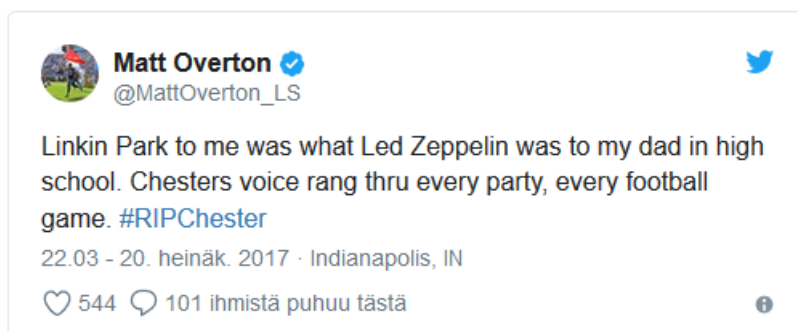 Matt Overton
@MattOverton_LS
Linkin Park to me was what Led Zeppelin was to my dad in high
school. Chesters voice rang thru every party, every football
game. #RIPChester
22.03 - 20. heinäk. 2017 · Indianapolis, IN
544 101 ihmistä puhuu tästä